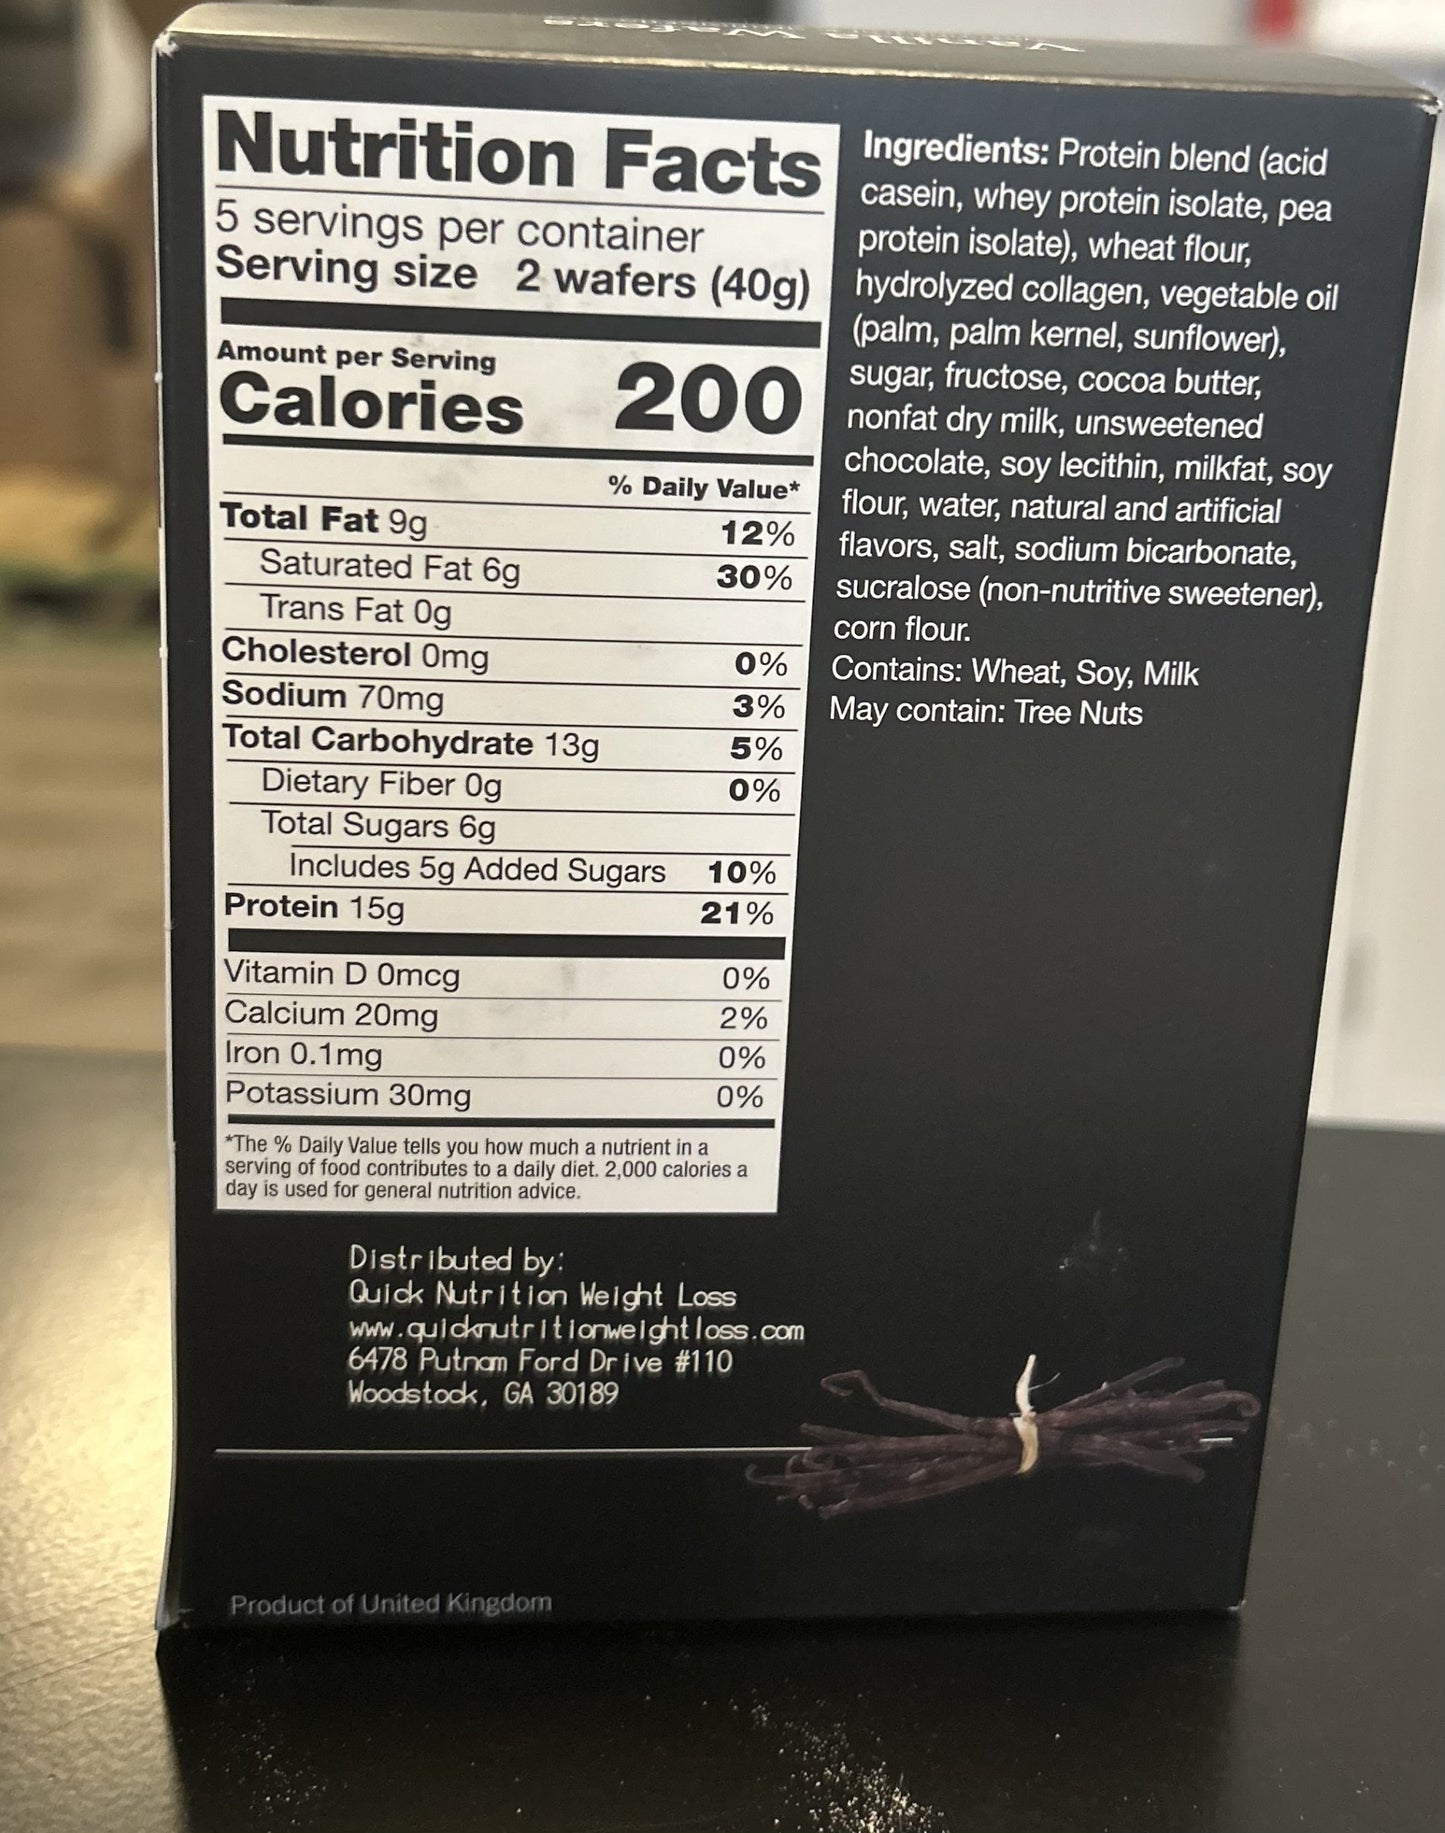 Vanilla Wafers
Nutrition Facts
5 servings per container
Serving size 2 wafers (40g)
Amount per Serving
Calories 200
% Daily Value*
Total Fat 9g 12%
Saturated Fat 6g 30%
Trans Fat 0g
Cholesterol 0mg 0%
Sodium 70mg 3%
Total Carbohydrate 13g 5%
Dietary Fiber 0g 0%
Total Sugars 6g
Includes 5g Added Sugars 10%
Protein 15g 21%
Vitamin D 0mcg 0%
Calcium 20mg 2%
Iron 0.1mg 0%
Potassium 30mg 0%
*The % Daily Value tells you how much a nutrient in a
serving of food contributes to a daily diet. 2,000 calories a
day is used for general nutrition advice.
Ingredients: Protein blend (acid
casein, whey protein isolate, pea
protein isolate), wheat flour,
hydrolyzed collagen, vegetable oil
(palm, palm kernel, sunflower),
sugar, fructose, cocoa butter,
nonfat dry milk, unsweetened
chocolate, soy lecithin, milkfat, soy
flour, water, natural and artificial
flavors, salt, sodium bicarbonate,
sucralose (non-nutritive sweetener),
corn flour.
Contains: Wheat, Soy, Milk
May contain: Tree Nuts
Distributed by:
Quick Nutrition Weight Loss
www.quicknutritionweightloss.com
6478 Putnam Ford Drive #110
Woodstock, GA 30189
Product of United Kingdom